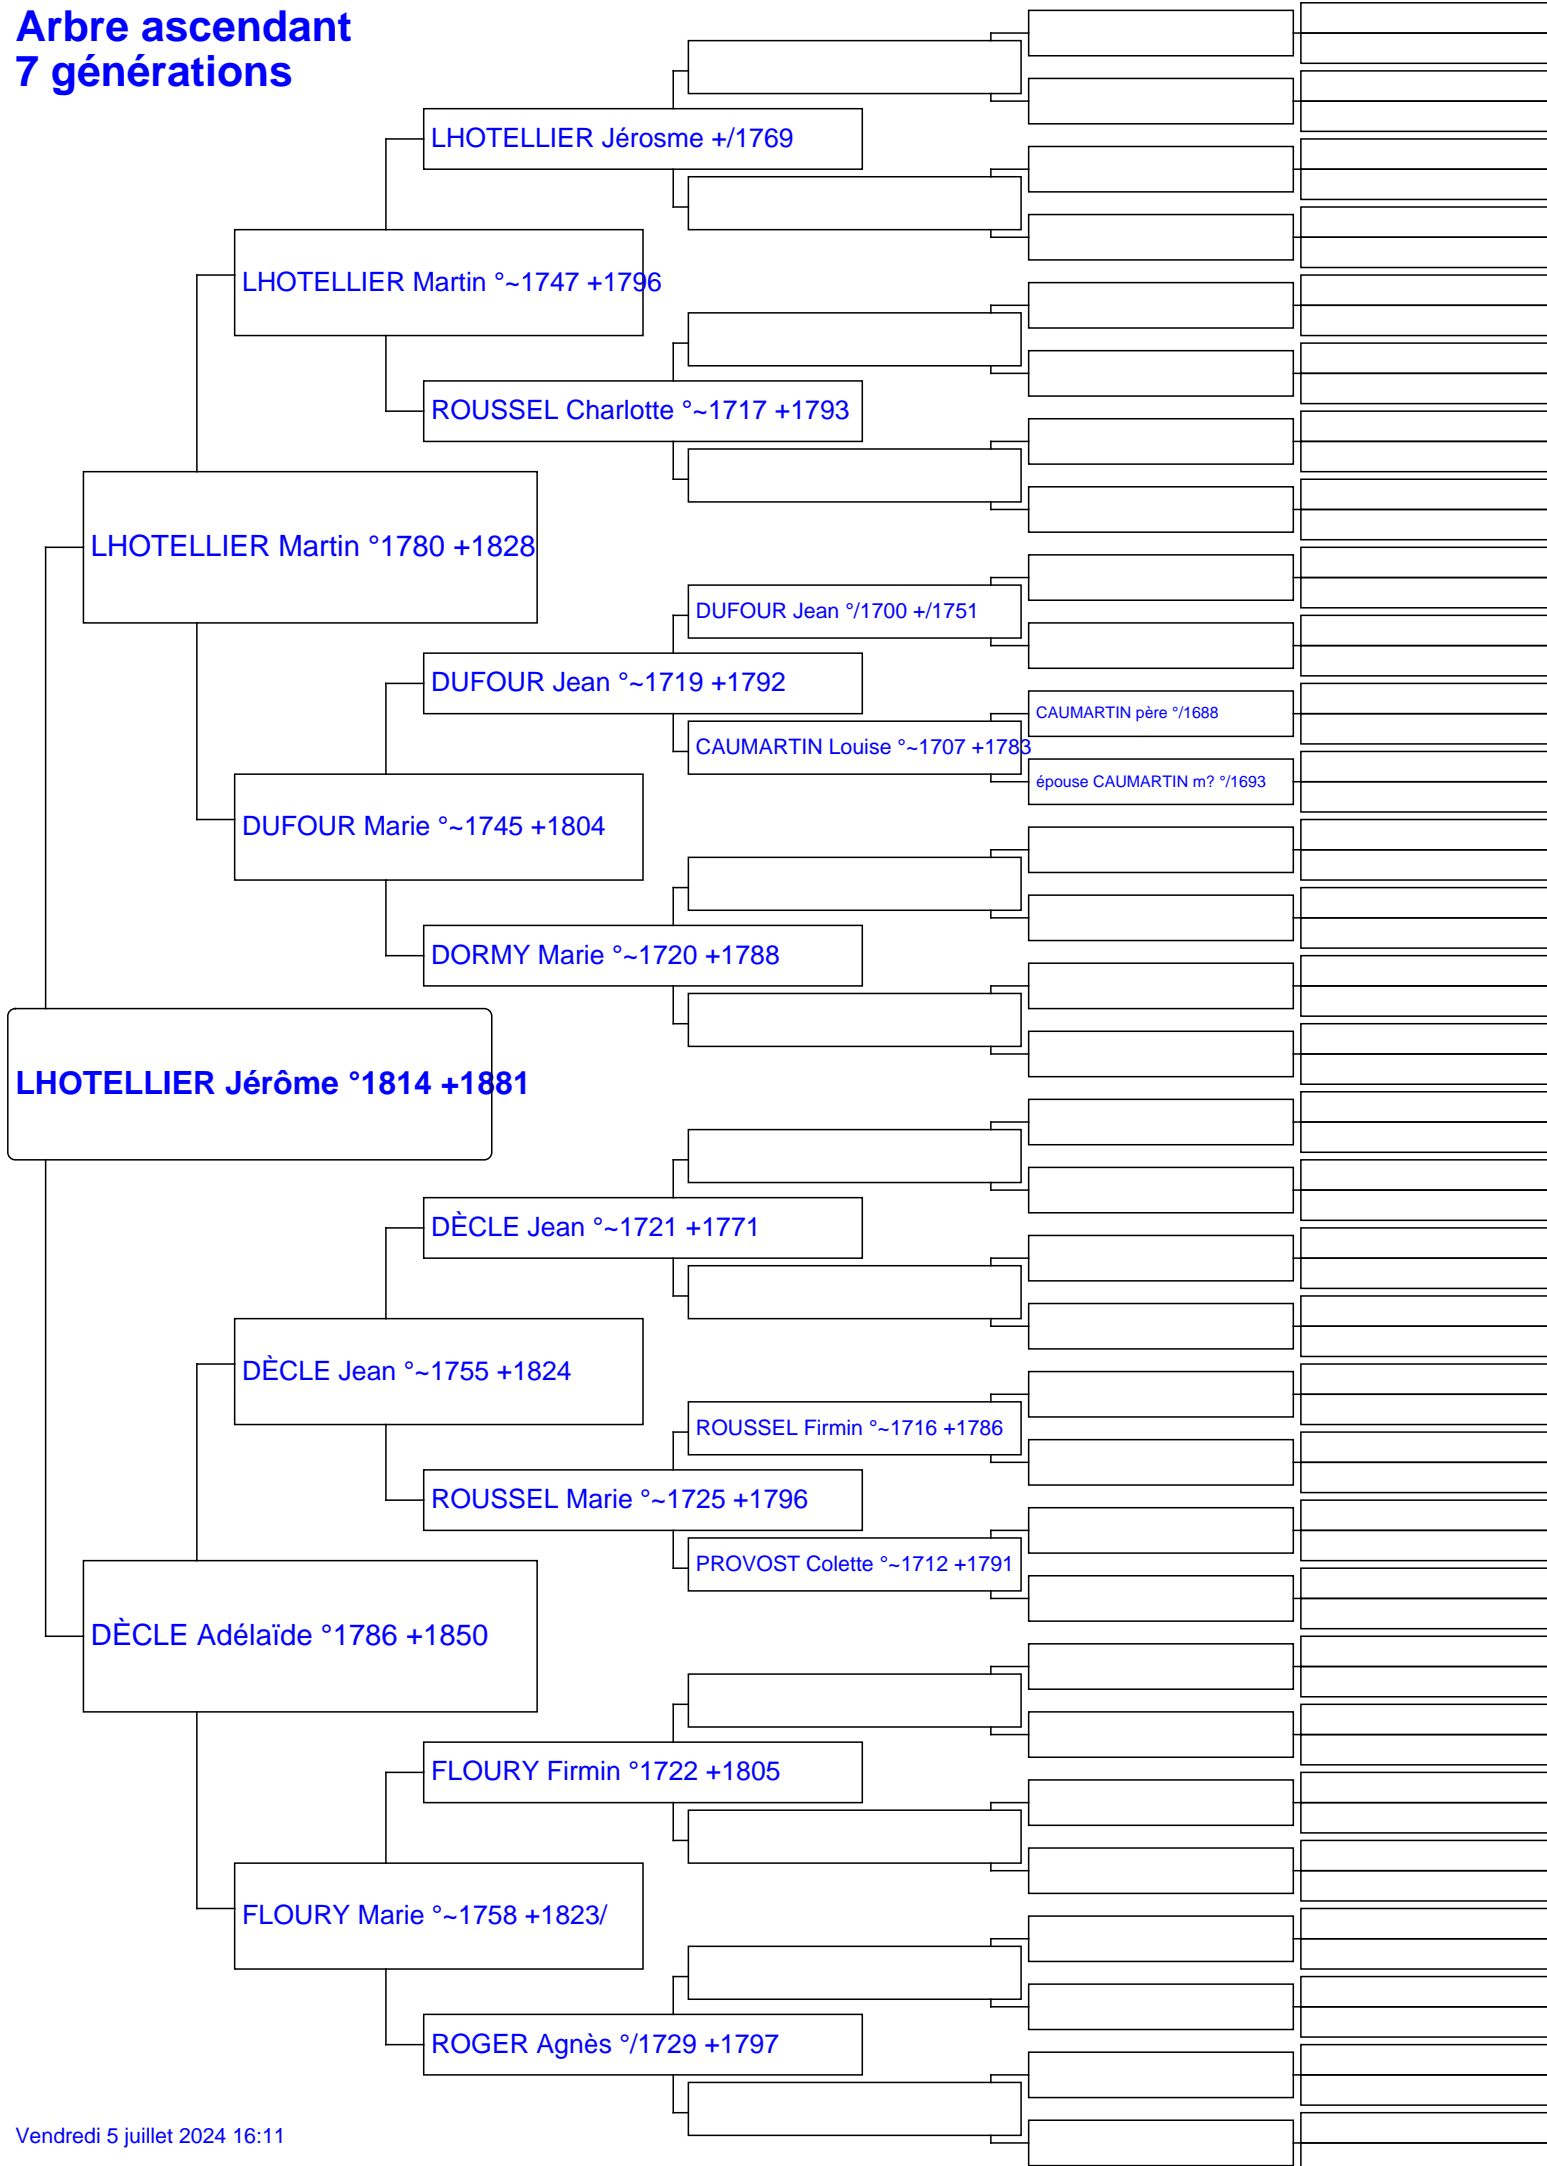 Arbre ascendant
7 générations
LHOTELLIER Jérosme +/1769
LHOTELLIER Martin °~1747 +1796
ROUSSEL Charlotte °~1717 +1793
LHOTELLIER Martin °1780 +1828
DUFOUR Jean °/1700 +/1751
DUFOUR Jean °~1719 +1792
CAUMARTIN père °/1688
CAUMARTIN Louise °~1707 +1783
épouse CAUMARTIN m? °/1693
DUFOUR Marie °~1745 +1804
DORMY Marie °~1720 +1788
LHOTELLIER Jérôme °1814 +1881
DÈCLE Jean °~1721 +1771
DÈCLE Jean °~1755 +1824
ROUSSEL Firmin °~1716 +1786
ROUSSEL Marie °~1725 +1796
PROVOST Colette °~1712 +1791
DÈCLE Adélaïde °1786 +1850
FLOURY Firmin °1722 +1805
FLOURY Marie °~1758 +1823/
ROGER Agnès °/1729 +1797
Vendredi 5 juillet 2024 16:11